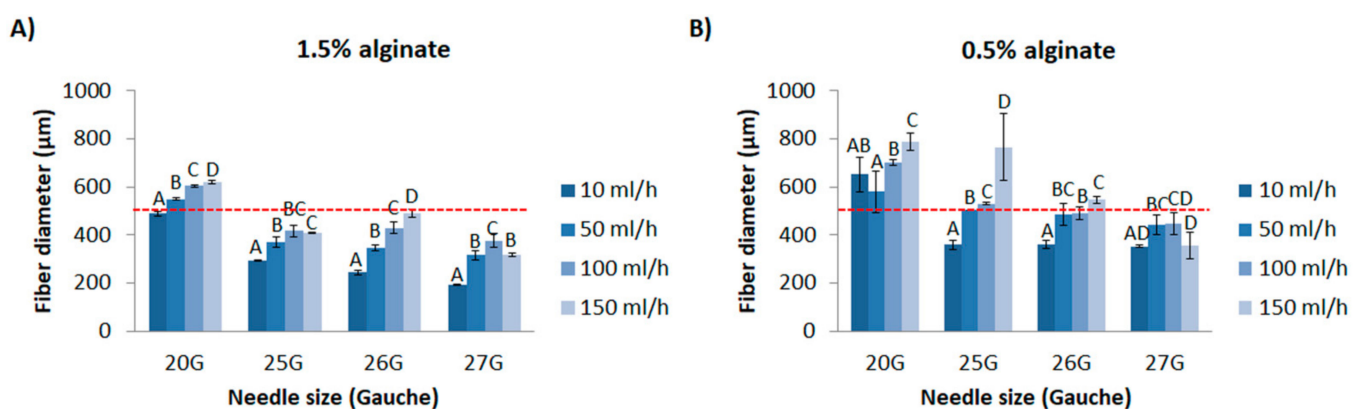 A)
1.5% alginate
Fiber diameter (µm)
1000
800
600
400
200
0
A B C D
A B BC C
A B C D
A B C B
20G 25G 26G 27G
Needle size (Gauche)
10 ml/h
50 ml/h
100 ml/h
150 ml/h
B)
0.5% alginate
Fiber diameter (µm)
1000
800
600
400
200
0
AB A B C
A B C D
A BC B C
AD BC CD D
20G 25G 26G 27G
Needle size (Gauche)
10 ml/h
50 ml/h
100 ml/h
150 ml/h